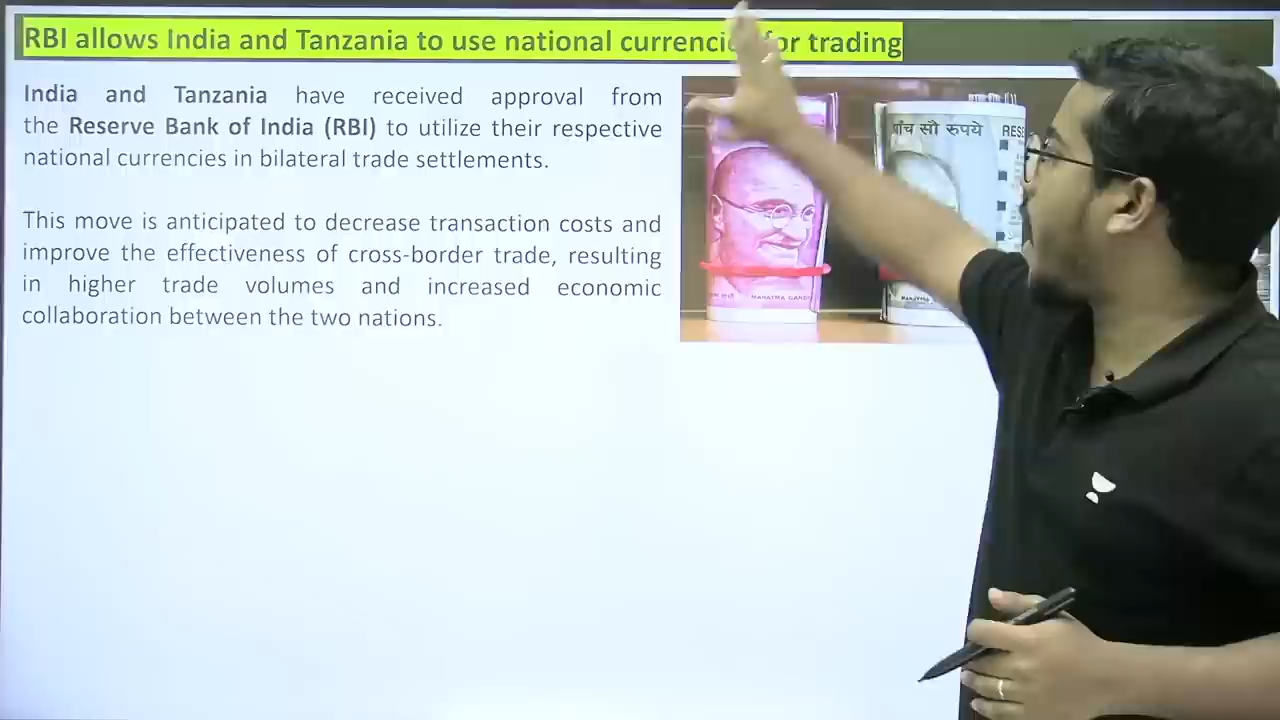 RBI allows India and Tanzania to use national for trading
India and Tanzania have received approval from
the Reserve Bank of India (RBI) to utilize their respective
national currencies in bilateral trade settlements.
This move is anticipated to decrease transaction costs and
improve the effectiveness of cross-border trade, resulting
in higher trade volumes and increased economic
collaboration between the two nations.
पाँच सौ रुपये
MAHATMA GANDHI